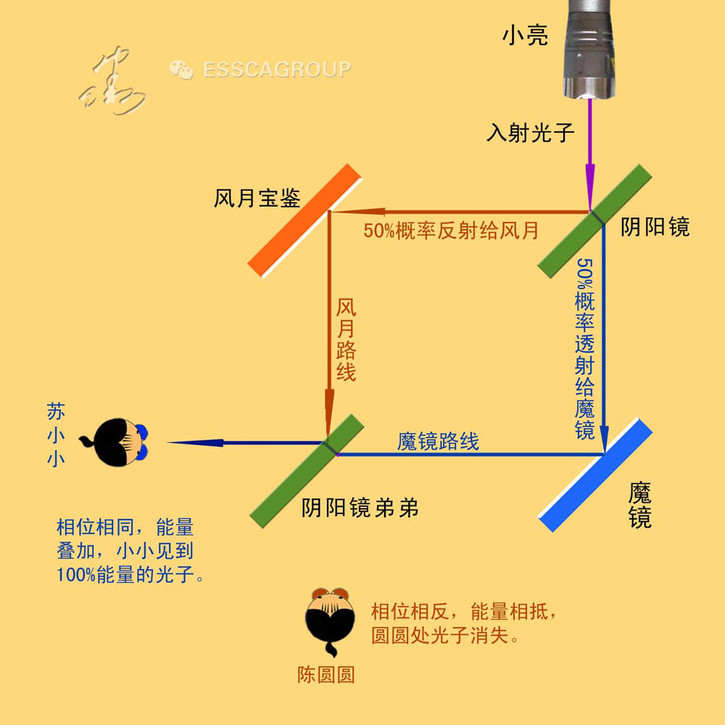 小亮
ESSCAGROUP
入射光子
风月宝鉴
50%概率反射给风月
阴阳镜
50%概率透射给魔镜
风月路线
苏小小
魔镜路线
魔镜
阴阳镜弟弟
相位相同，能量
叠加，小小见到
100%能量的光子。
相位相反，能量相抵，
圆圆处光子消失。
陈圆圆